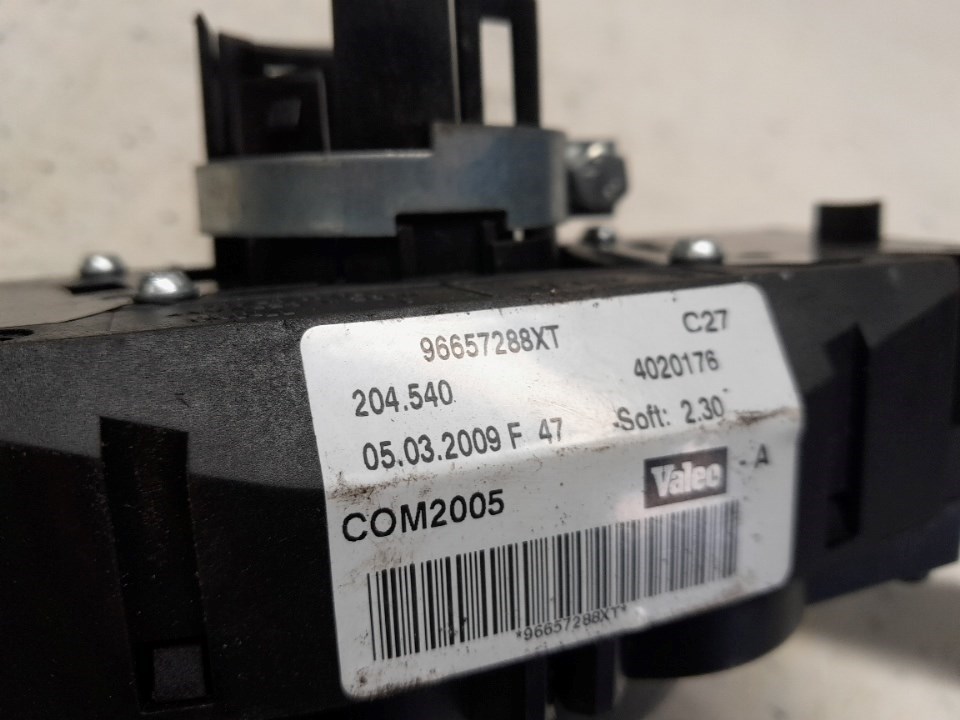 96657288XT C27
204.540 4020176
05.03.2009 F 47 Soft: 2.30
Valeo - A
COM2005
*96657288XT*